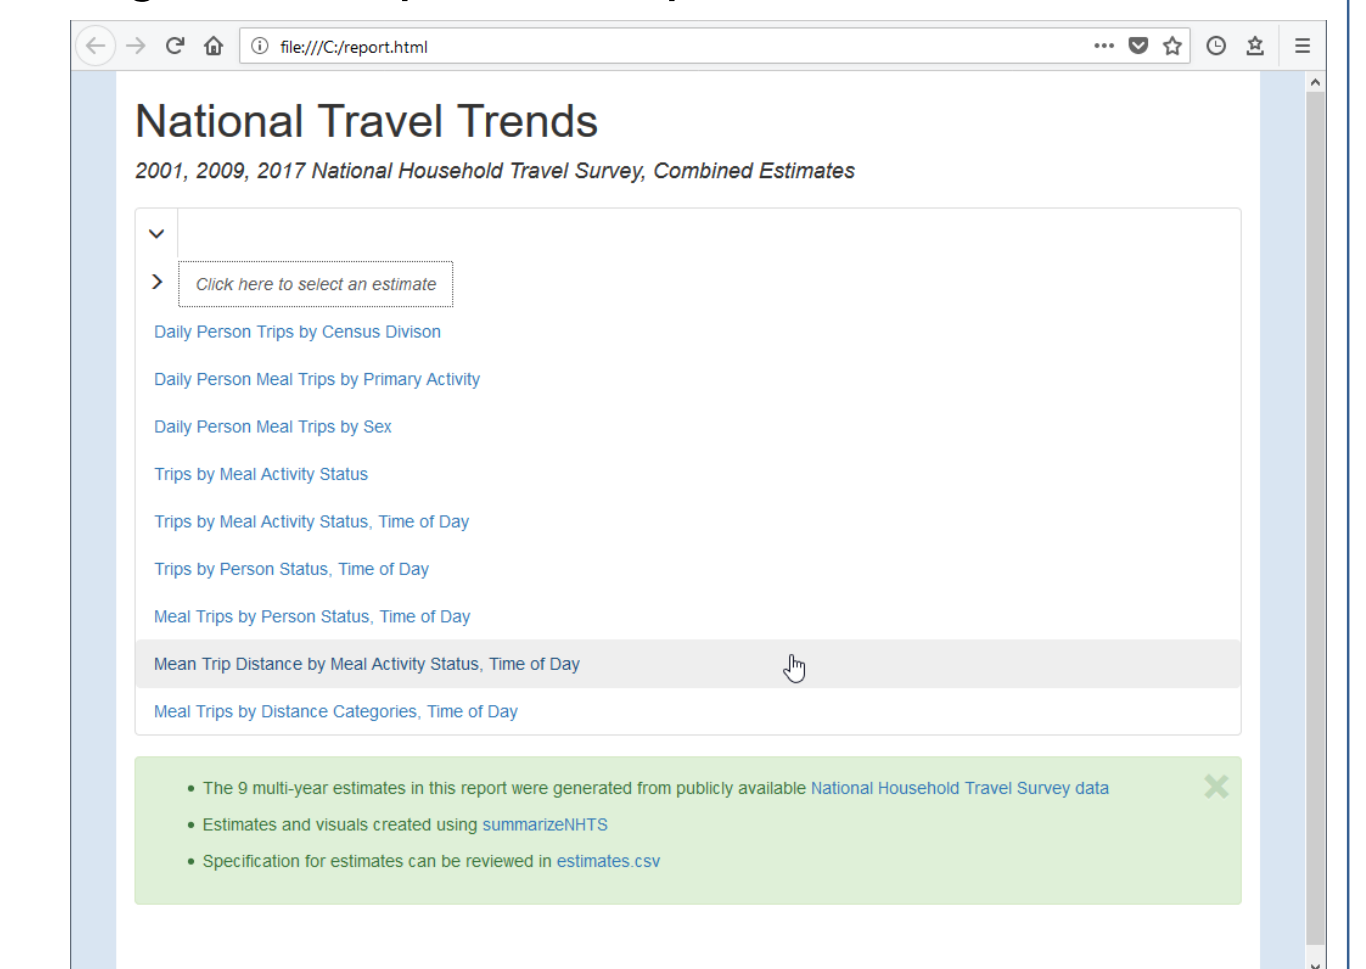 file:///C:/report.html
National Travel Trends
2001, 2009, 2017 National Household Travel Survey, Combined Estimates
Click here to select an estimate
Daily Person Trips by Census Divison
Daily Person Meal Trips by Primary Activity
Daily Person Meal Trips by Sex
Trips by Meal Activity Status
Trips by Meal Activity Status, Time of Day
Trips by Person Status, Time of Day
Meal Trips by Person Status, Time of Day
Mean Trip Distance by Meal Activity Status, Time of Day
Meal Trips by Distance Categories, Time of Day
• The 9 multi-year estimates in this report were generated from publicly available National Household Travel Survey data
• Estimates and visuals created using summarizeNHTS
• Specification for estimates can be reviewed in estimates.csv